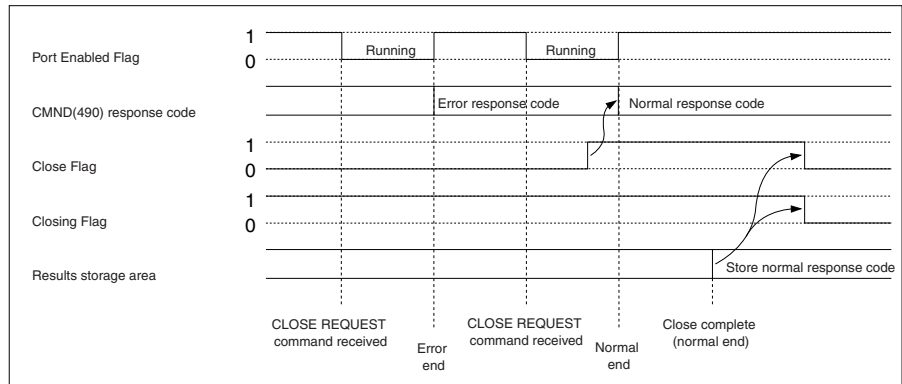 1
Port Enabled Flag
0
Running
Running
CMND(490) response code
Error response code
Normal response code
1
Close Flag
0
1
Closing Flag
0
Results storage area
Store normal response code
CLOSE REQUEST
command received
Error
end
CLOSE REQUEST
command received
Normal
end
Close complete
(normal end)